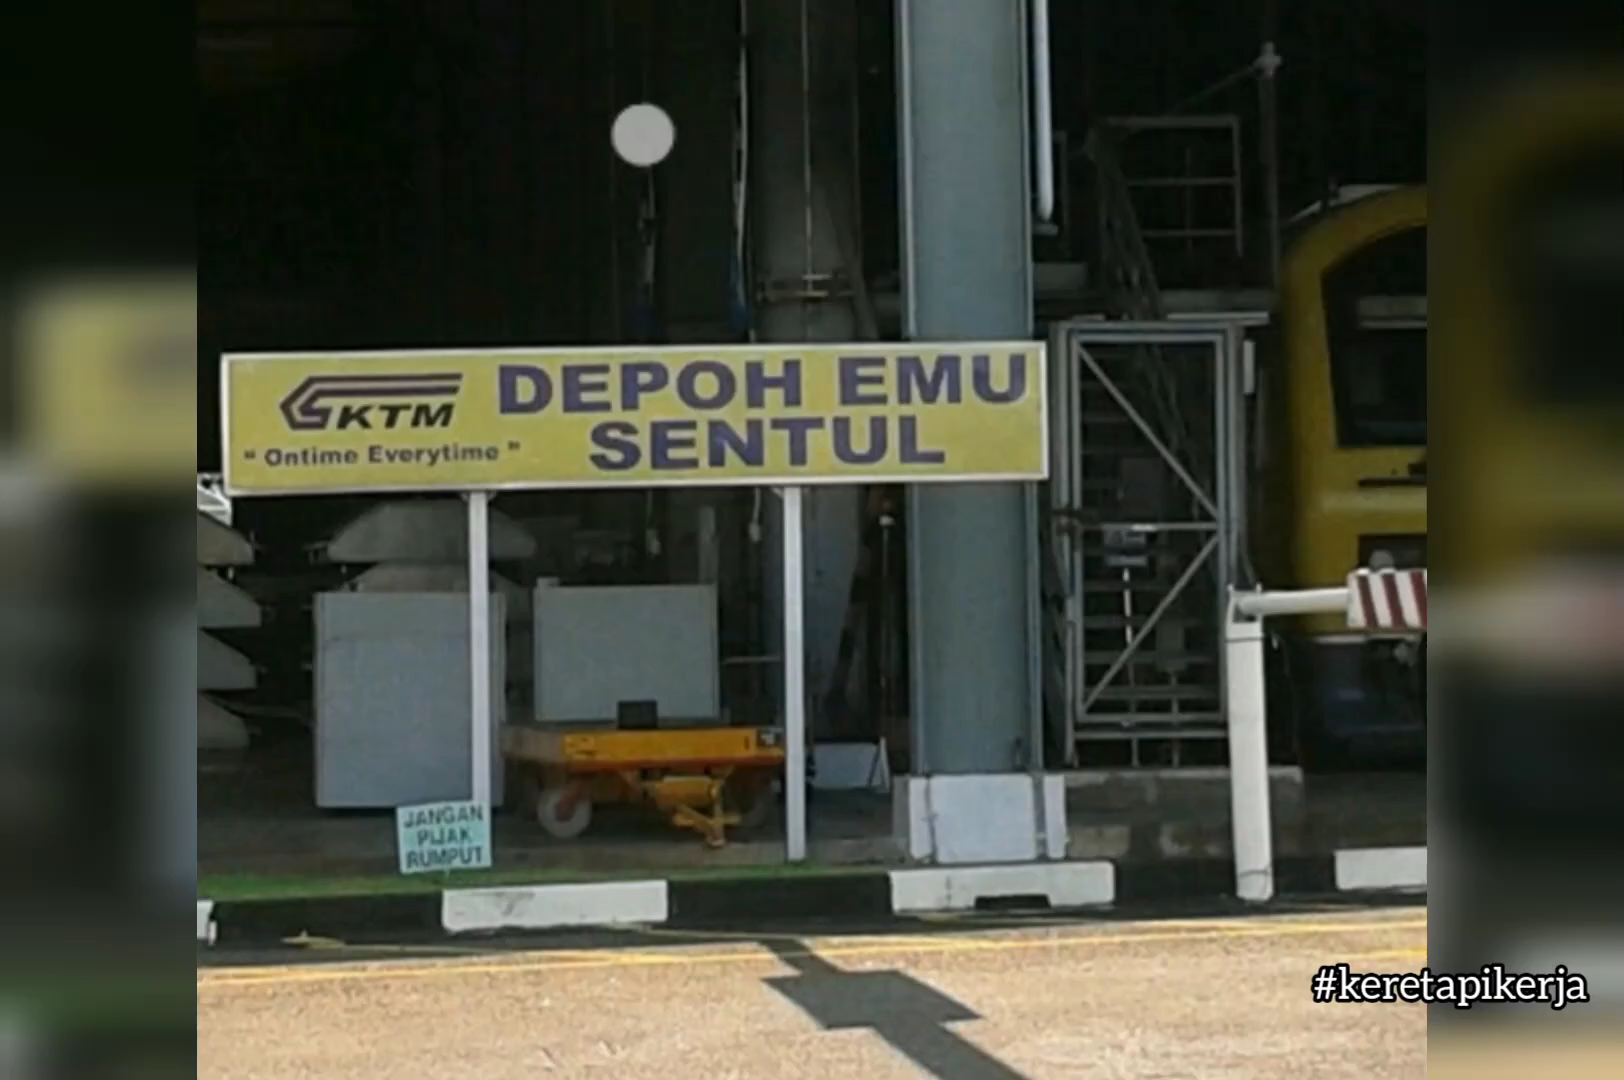 KTM
" Ontime Everytime "
DEPOH EMU
SENTUL
JANGAN
PIJAK
RUMPUT
#keretapikerja